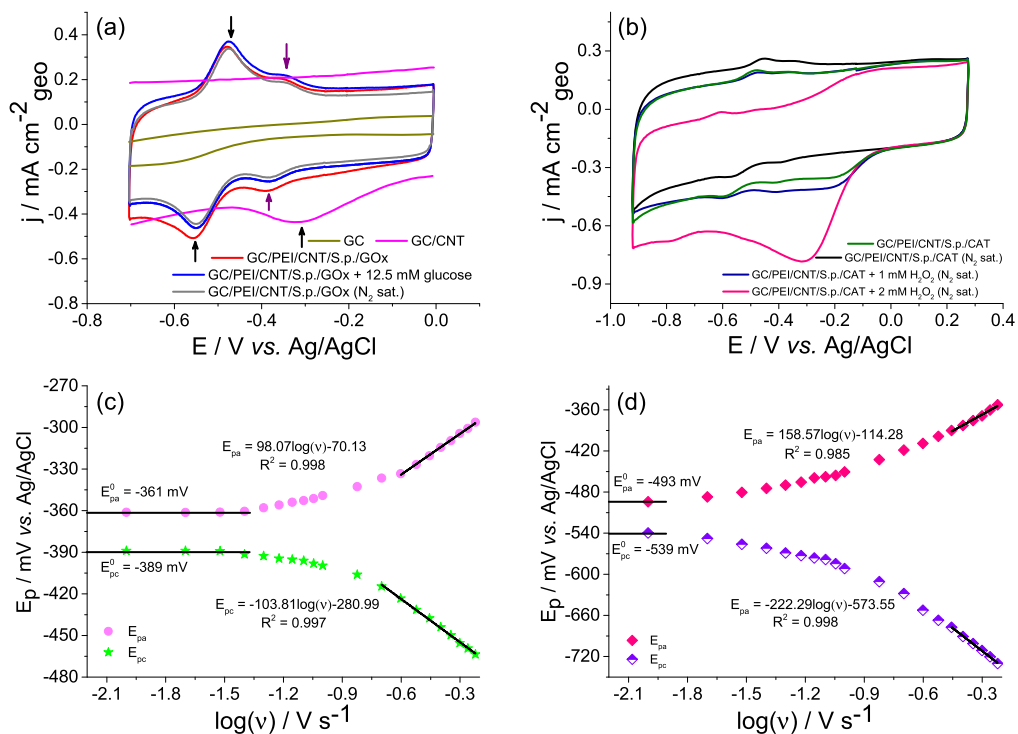 (a)
0.4
0.2
0.0
-0.2
-0.4
-0.6
-0.8
j / mA cm-2 geo
GC
GC/CNT
GC/PEI/CNT/S.p./GOx
GC/PEI/CNT/S.p./GOx + 12.5 mM glucose
GC/PEI/CNT/S.p./GOx (N2 sat.)
-0.8 -0.6 -0.4 -0.2 0.0
E / V vs. Ag/AgCl
(b)
0.3
0.0
-0.3
-0.6
-0.9
j / mA cm-2 geo
GC/PEI/CNT/S.p./CAT
GC/PEI/CNT/S.p./CAT (N2 sat.)
GC/PEI/CNT/S.p./CAT + 1 mM H2O2 (N2 sat.)
GC/PEI/CNT/S.p./CAT + 2 mM H2O2 (N2 sat.)
-1.0 -0.8 -0.6 -0.4 -0.2 0.0 0.2 0.4
E / V vs. Ag/AgCl
(c)
-270
-300
-330
-360
-390
-420
-450
-480
Ep / mV vs. Ag/AgCl
Epa = 98.07log(ν)-70.13
R2 = 0.998
E0pa = -361 mV
E0pc = -389 mV
Epc = -103.81log(ν)-280.99
R2 = 0.997
Epa
Epc
-2.1 -1.8 -1.5 -1.2 -0.9 -0.6 -0.3
log(ν) / V s-1
(d)
-360
-420
-480
-540
-600
-660
-720
Ep / mV vs. Ag/AgCl
Epa = 158.57log(ν)-114.28
R2 = 0.985
E0pa = -493 mV
E0pc = -539 mV
Epa = -222.29log(ν)-573.55
R2 = 0.998
Epa
Epc
-2.1 -1.8 -1.5 -1.2 -0.9 -0.6 -0.3
log(ν) / V s-1